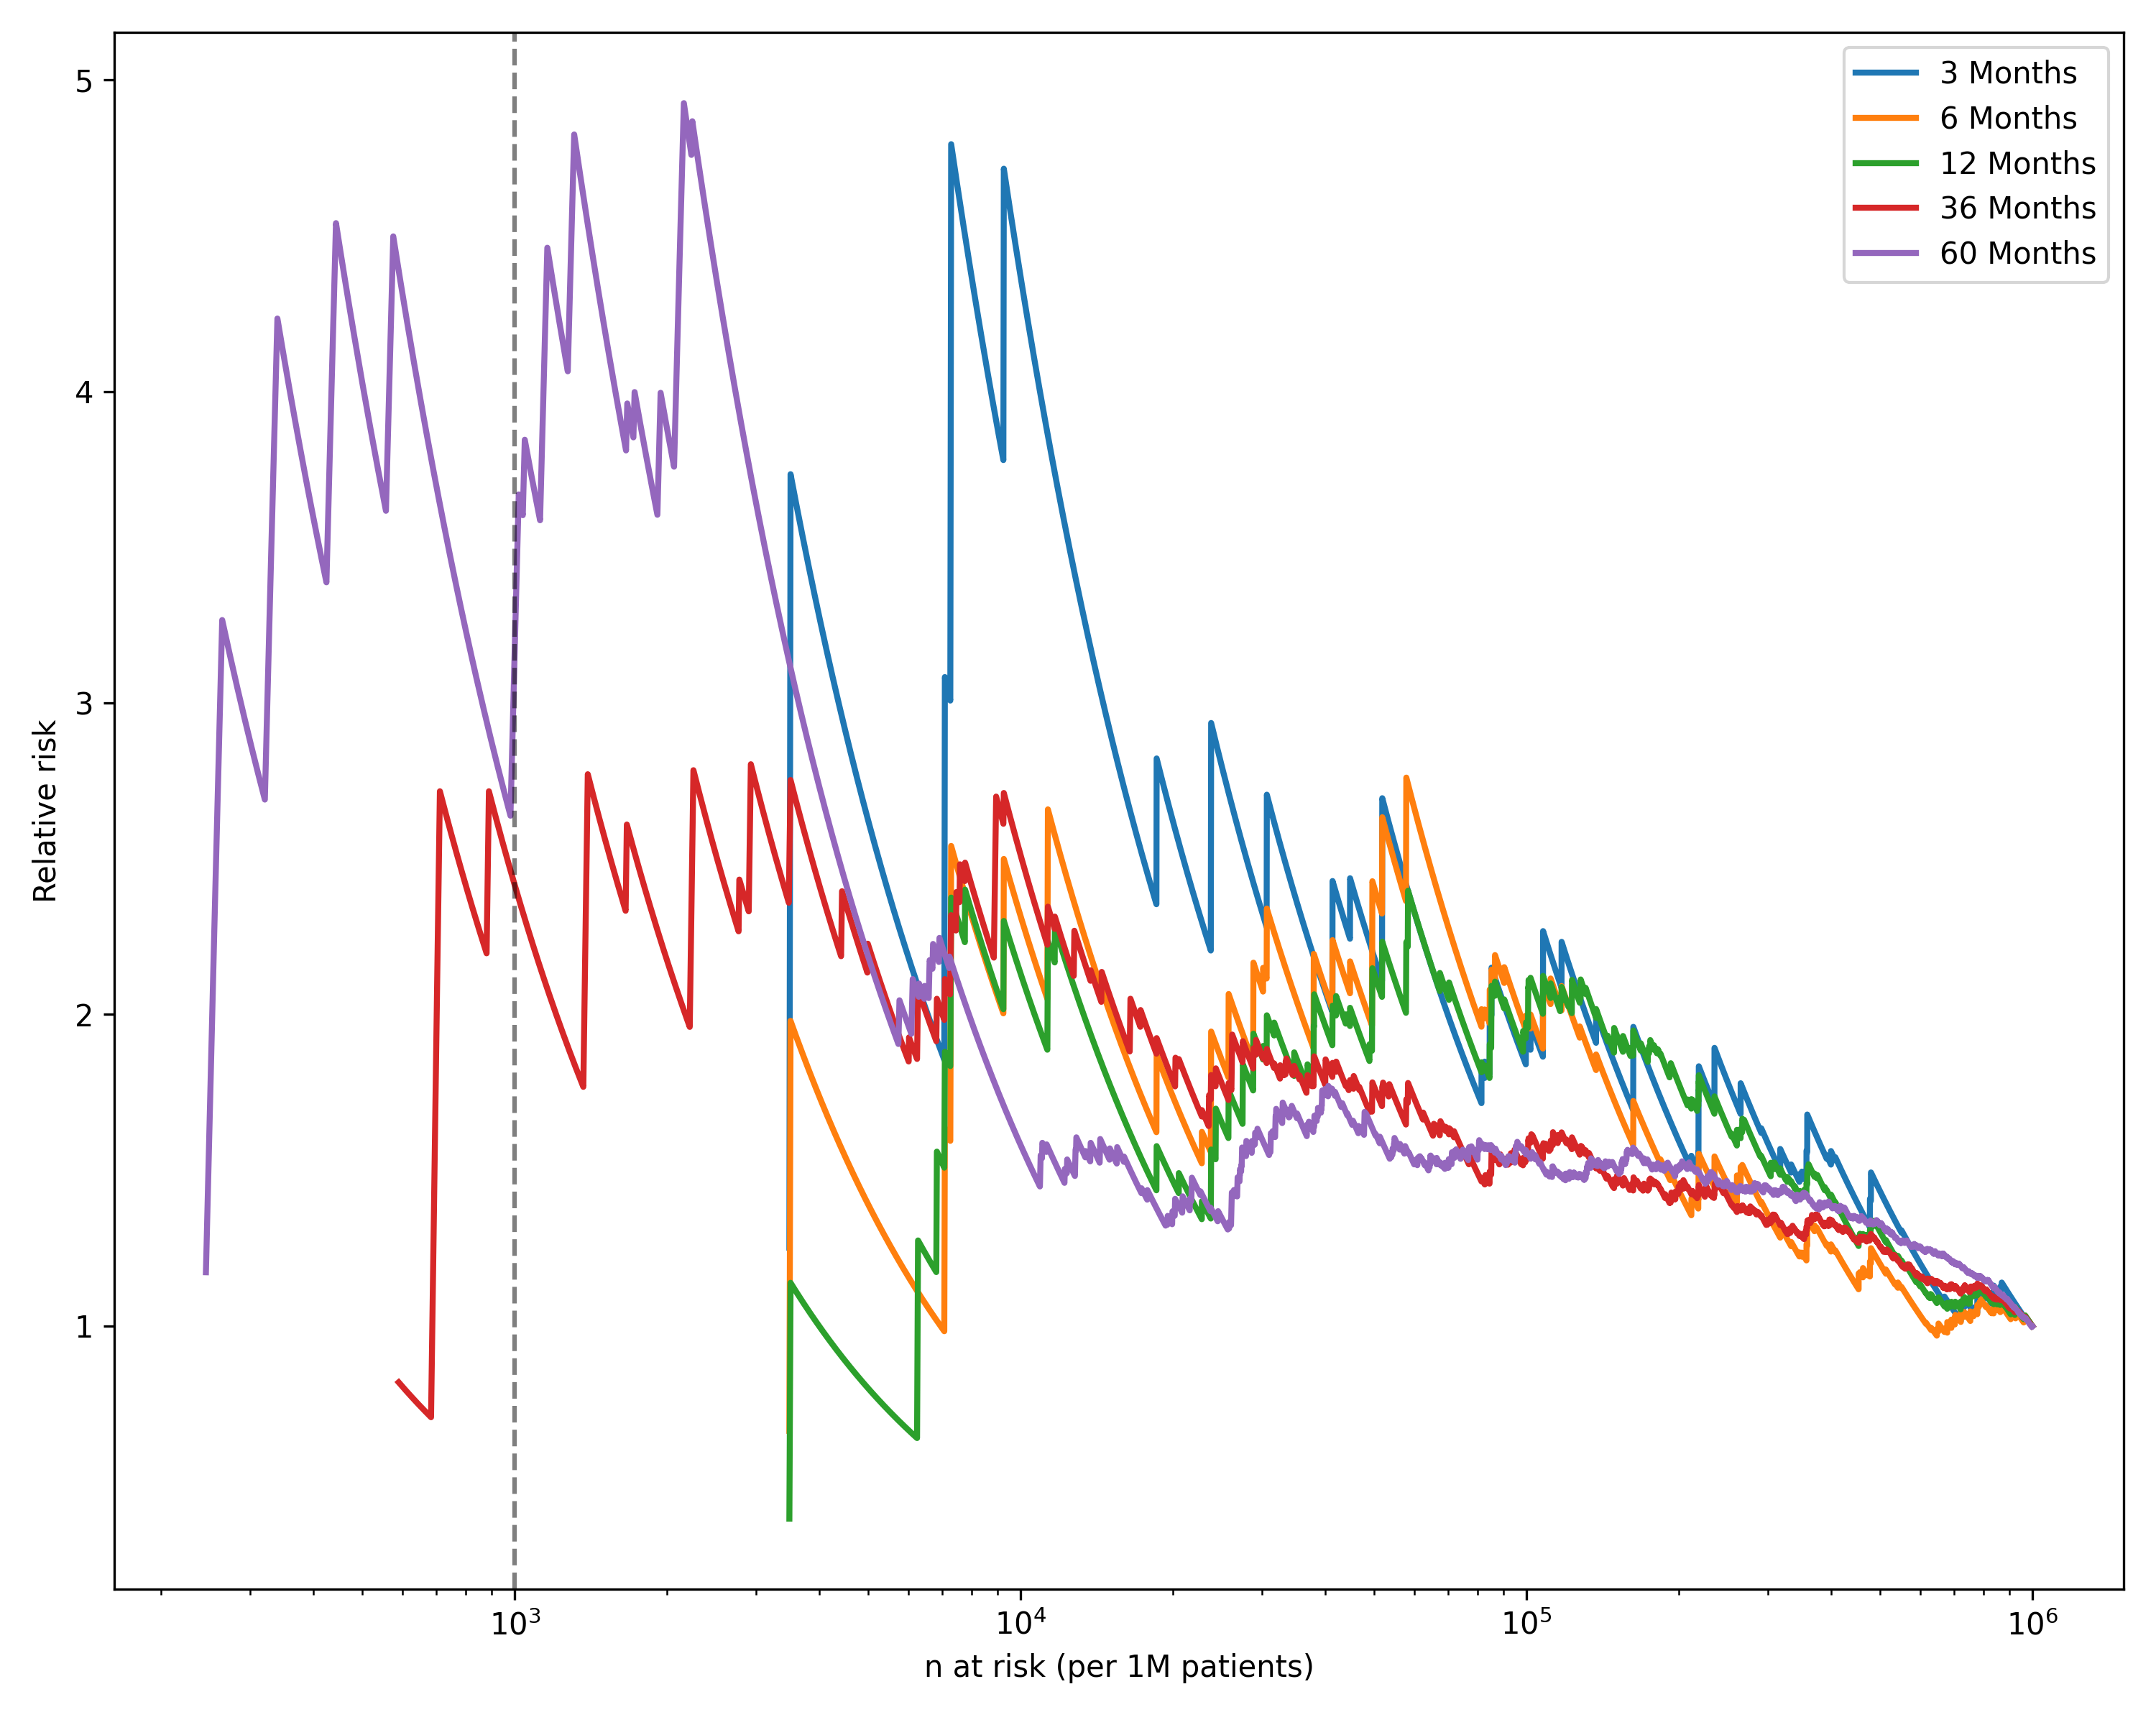 3 Months
6 Months
12 Months
36 Months
60 Months
5
4
3
2
1
Relative risk
10³
10⁴
10⁵
10⁶
n at risk (per 1M patients)